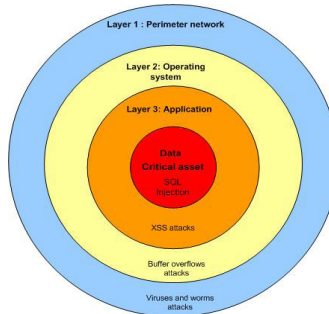 Layer 1 : Perimeter network
Layer 2: Operating
system
Layer 3: Application
Data
Critical asset
SQL
Injection
XSS attacks
Buffer overflows
attacks
Viruses and worms
attacks